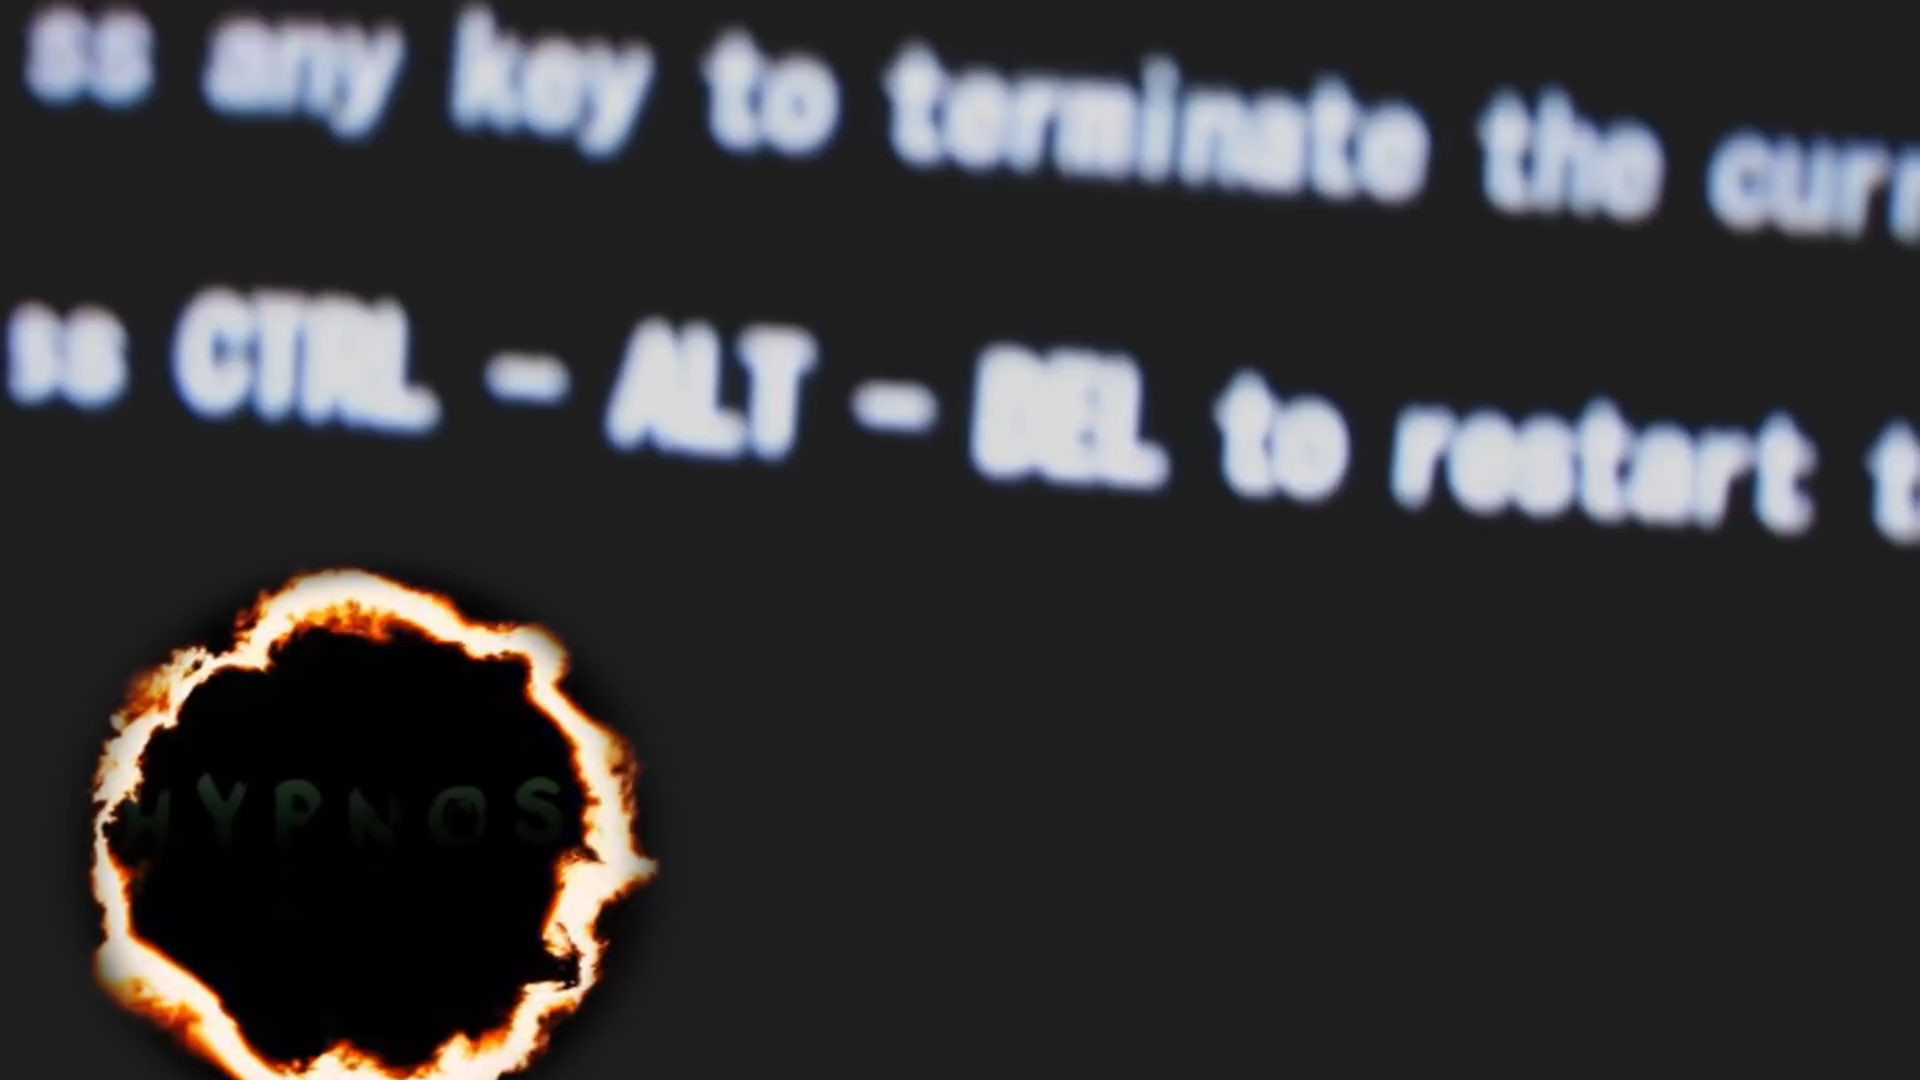 ss any key to terminate the curr
ss CTRL - ALT - DEL to restart t
HYPNOS